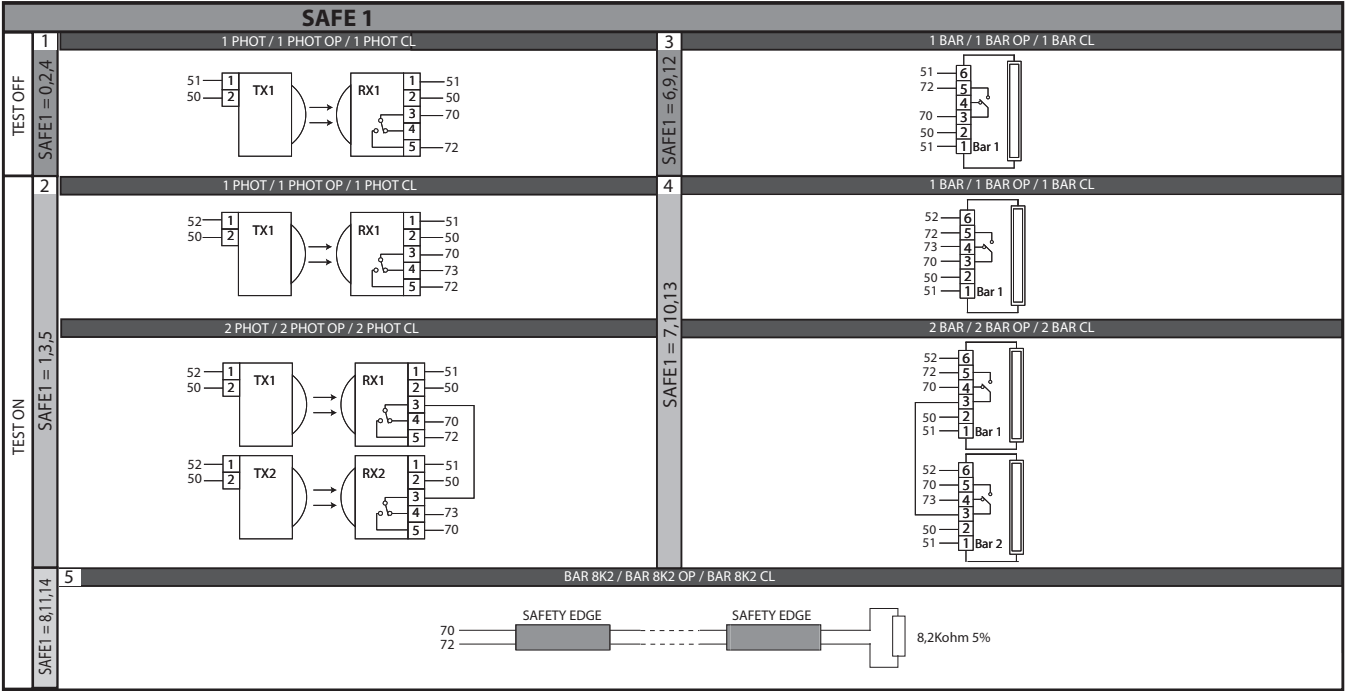 SAFE 1
TEST OFF
SAFE1 = 0,2,4
1
1 PHOT / 1 PHOT OP / 1 PHOT CL
51 1 TX1 RX1 1 51
50 2 2 50
3 70
4
5 72
SAFE1 = 6,9,12
3
1 BAR / 1 BAR OP / 1 BAR CL
51 6
72 5
4
70 3
50 2
51 1 Bar 1
TEST ON
SAFE1 = 1,3,5
2
1 PHOT / 1 PHOT OP / 1 PHOT CL
52 1 TX1 RX1 1 51
50 2 2 50
3 70
4 73
5 72
2 PHOT / 2 PHOT OP / 2 PHOT CL
52 1 TX1 RX1 1 51
50 2 2 50
3
4 70
5 72
52 1 TX2 RX2 1 51
50 2 2 50
3
4 73
5 70
SAFE1 = 7,10,13
4
1 BAR / 1 BAR OP / 1 BAR CL
52 6
72 5
73 4
70 3
50 2
51 1 Bar 1
2 BAR / 2 BAR OP / 2 BAR CL
52 6
72 5
70 4
3
50 2
51 1 Bar 1
52 6
70 5
73 4
3
50 2
51 1 Bar 2
SAFE1 = 8,11,14
5
BAR 8K2 / BAR 8K2 OP / BAR 8K2 CL
SAFETY EDGE SAFETY EDGE
70
72
8,2Kohm 5%